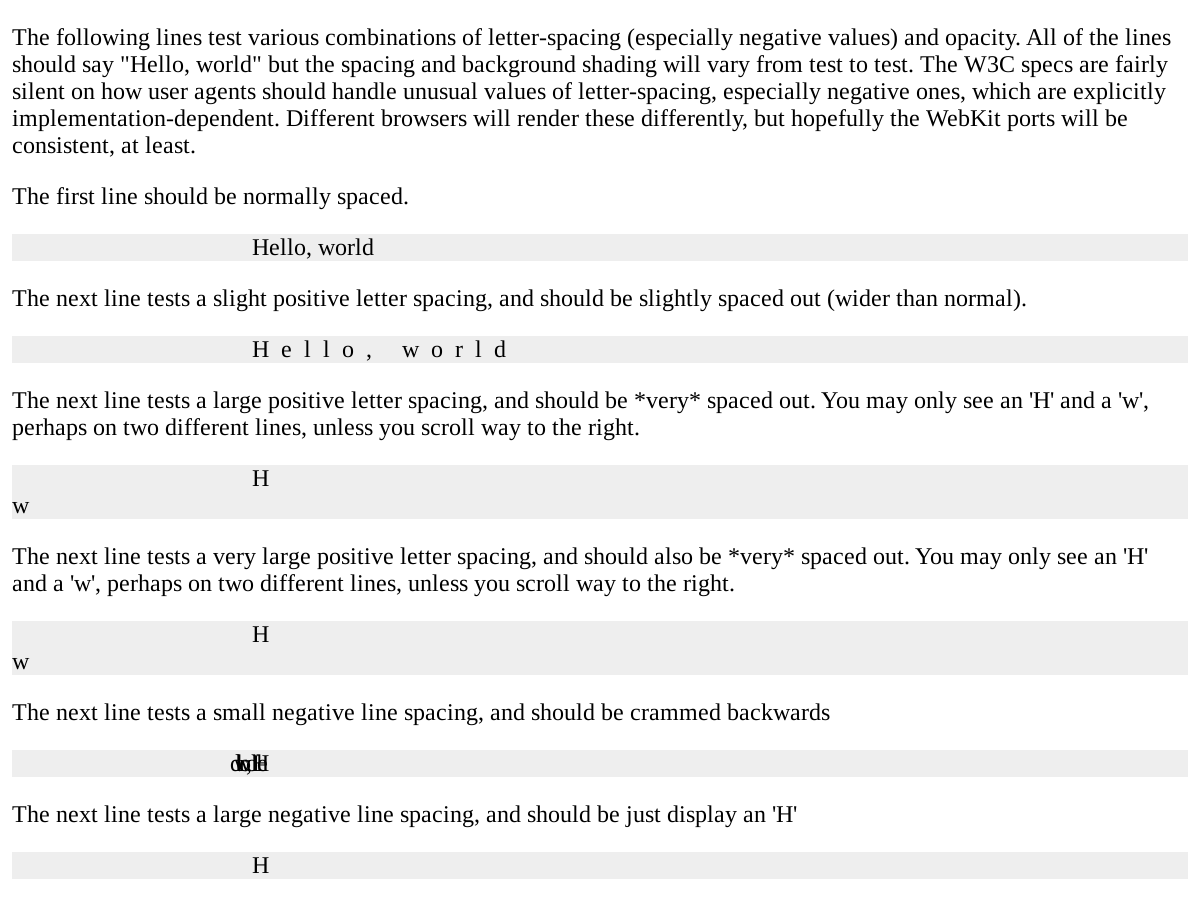 The following lines test various combinations of letter-spacing (especially negative values) and opacity. All of the lines
should say "Hello, world" but the spacing and background shading will vary from test to test. The W3C specs are fairly
silent on how user agents should handle unusual values of letter-spacing, especially negative ones, which are explicitly
implementation-dependent. Different browsers will render these differently, but hopefully the WebKit ports will be
consistent, at least.
The first line should be normally spaced.
Hello, world
The next line tests a slight positive letter spacing, and should be slightly spaced out (wider than normal).
H e l l o ,  w o r l d
The next line tests a large positive letter spacing, and should be *very* spaced out. You may only see an 'H' and a 'w',
perhaps on two different lines, unless you scroll way to the right.
H
w
The next line tests a very large positive letter spacing, and should also be *very* spaced out. You may only see an 'H'
and a 'w', perhaps on two different lines, unless you scroll way to the right.
H
w
The next line tests a small negative line spacing, and should be crammed backwards
The next line tests a large negative line spacing, and should be just display an 'H'
H